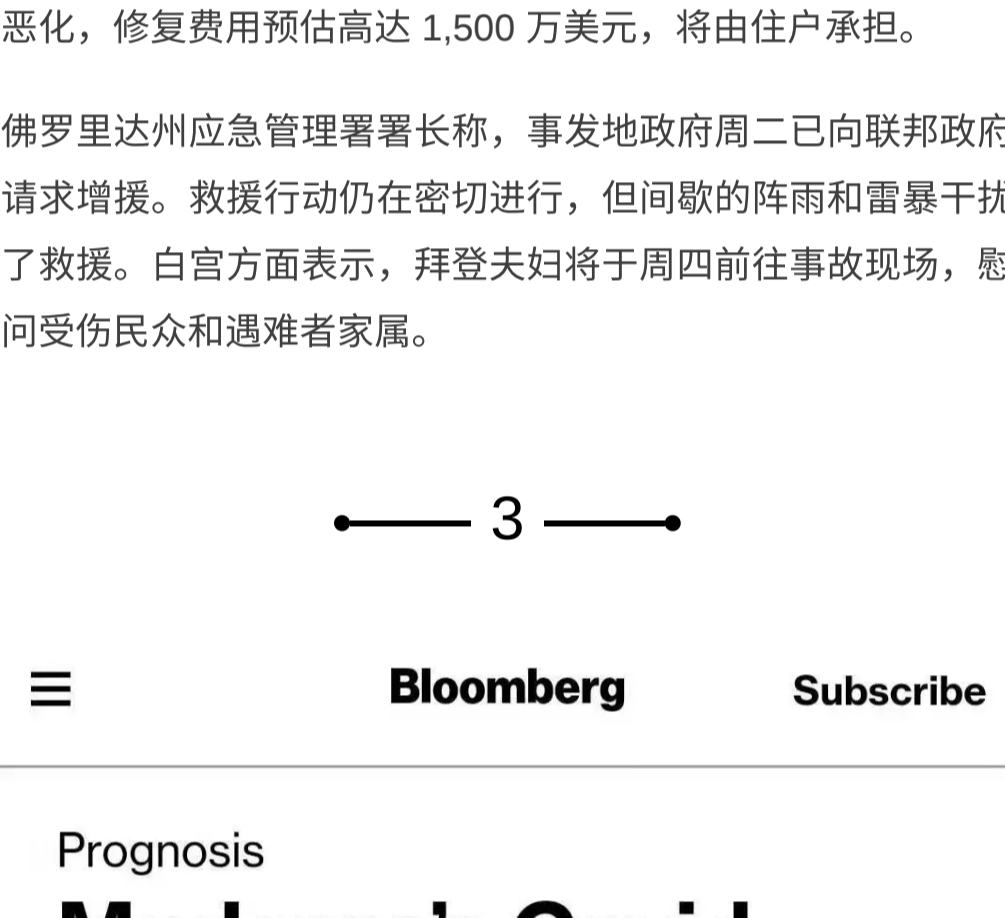 恶化，修复费用预估高达 1,500 万美元，将由住户承担。
佛罗里达州应急管理署署长称，事发地政府周二已向联邦政府
请求增援。救援行动仍在密切进行，但间歇的阵雨和雷暴干扰
了救援。白宫方面表示，拜登夫妇将于周四前往事故现场，慰
问受伤民众和遇难者家属。
3
Bloomberg
Subscribe
Prognosis